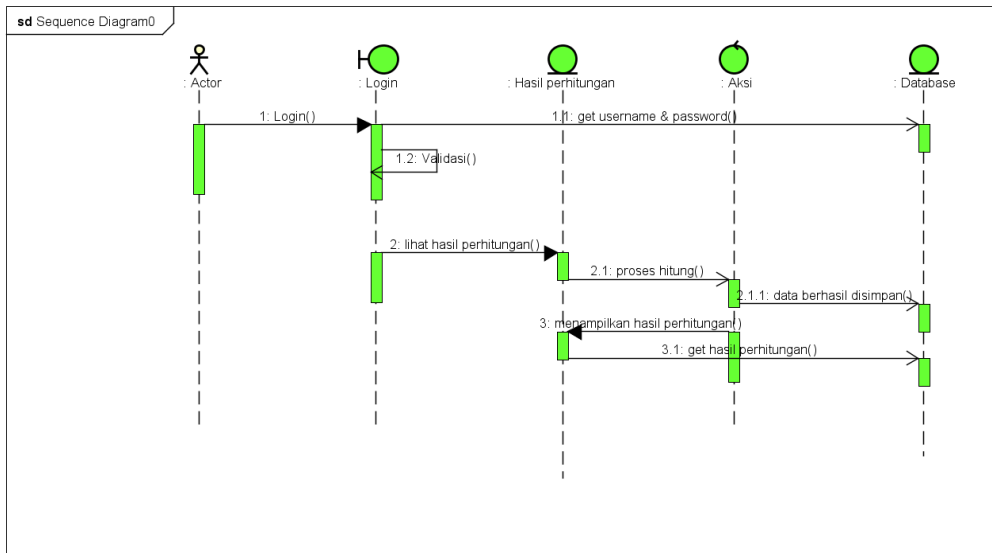 sd Sequence Diagram0
: Actor
: Login
: Hasil perhitungan
: Aksi
: Database
1: Login()
1.1: get username & password()
1.2: Validasi()
2: lihat hasil perhitungan()
2.1: proses hitung()
2.1.1: data berhasil disimpan()
3: menampilkan hasil perhitungan()
3.1: get hasil perhitungan()